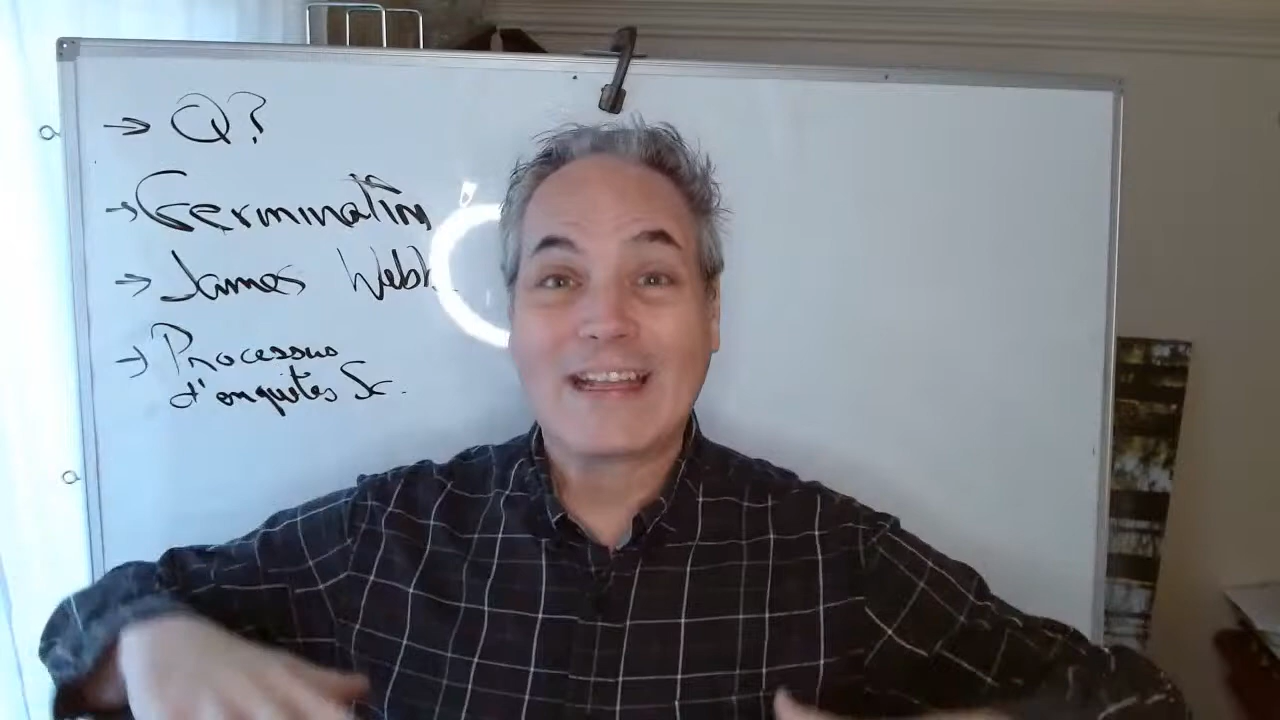 → Q?
→ Germination
→ James Webb
→ Processus
d'enquêtes Sc.